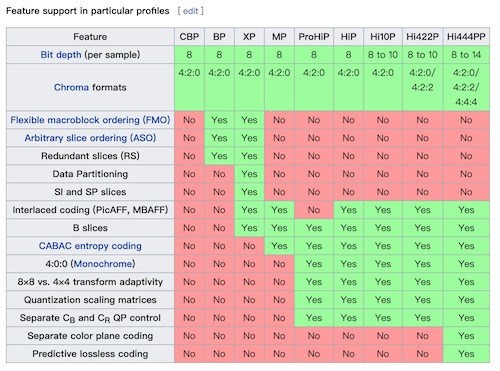 Feature support in particular profiles [ edit ]
Feature CBP BP XP MP ProHiP HiP Hi10P Hi422P Hi444PP
Bit depth (per sample) 8 8 8 8 8 8 8 to 10 8 to 10 8 to 14
Chroma formats 4:2:0 4:2:0 4:2:0 4:2:0 4:2:0 4:2:0 4:2:0 4:2:0/ 4:2:0/
4:2:2 4:2:2/
4:4:4
Flexible macroblock ordering (FMO) No Yes Yes No No No No No No
Arbitrary slice ordering (ASO) No Yes Yes No No No No No No
Redundant slices (RS) No Yes Yes No No No No No No
Data Partitioning No No Yes No No No No No No
SI and SP slices No No Yes No No No No No No
Interlaced coding (PicAFF, MBAFF) No No Yes Yes No Yes Yes Yes Yes
B slices No No Yes Yes Yes Yes Yes Yes Yes
CABAC entropy coding No No No Yes Yes Yes Yes Yes Yes
4:0:0 (Monochrome) No No No No Yes Yes Yes Yes Yes
8×8 vs. 4×4 transform adaptivity No No No No Yes Yes Yes Yes Yes
Quantization scaling matrices No No No No Yes Yes Yes Yes Yes
Separate CB and CR QP control No No No No Yes Yes Yes Yes Yes
Separate color plane coding No No No No No No No No Yes
Predictive lossless coding No No No No No No No No Yes